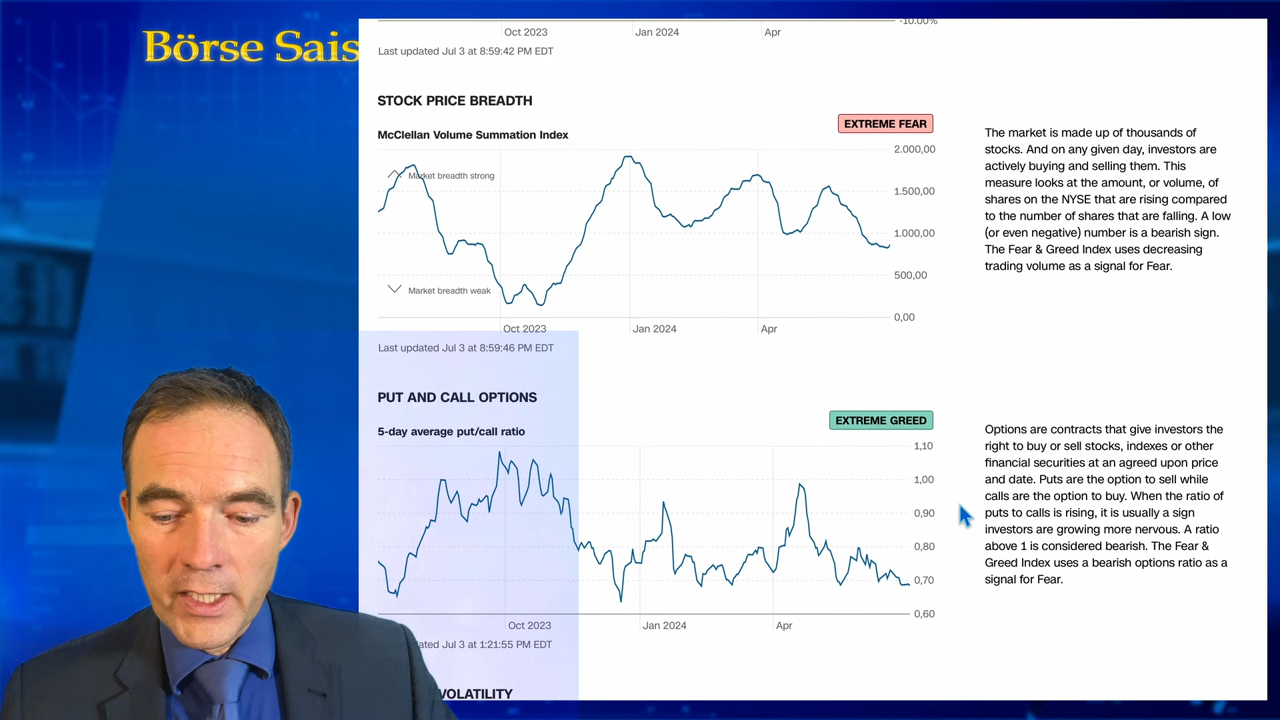 Börse Sais
-10.00%
Oct 2023 Jan 2024 Apr
Last updated Jul 3 at 8:59:42 PM EDT
STOCK PRICE BREADTH
EXTREME FEAR
McClellan Volume Summation Index
2.000,00
Market breadth strong
1.500,00
1.000,00
500,00
Market breadth weak
0,00
Oct 2023 Jan 2024 Apr
Last updated Jul 3 at 8:59:46 PM EDT
The market is made up of thousands of
stocks. And on any given day, investors are
actively buying and selling them. This
measure looks at the amount, or volume, of
shares on the NYSE that are rising compared
to the number of shares that are falling. A low
(or even negative) number is a bearish sign.
The Fear & Greed Index uses decreasing
trading volume as a signal for Fear.
PUT AND CALL OPTIONS
EXTREME GREED
5-day average put/call ratio
1,10
1,00
0,90
0,80
0,70
0,60
Oct 2023 Jan 2024 Apr
ated Jul 3 at 1:21:55 PM EDT
Options are contracts that give investors the
right to buy or sell stocks, indexes or other
financial securities at an agreed upon price
and date. Puts are the option to sell while
calls are the option to buy. When the ratio of
puts to calls is rising, it is usually a sign
investors are growing more nervous. A ratio
above 1 is considered bearish. The Fear &
Greed Index uses a bearish options ratio as a
signal for Fear.
VOLATILITY